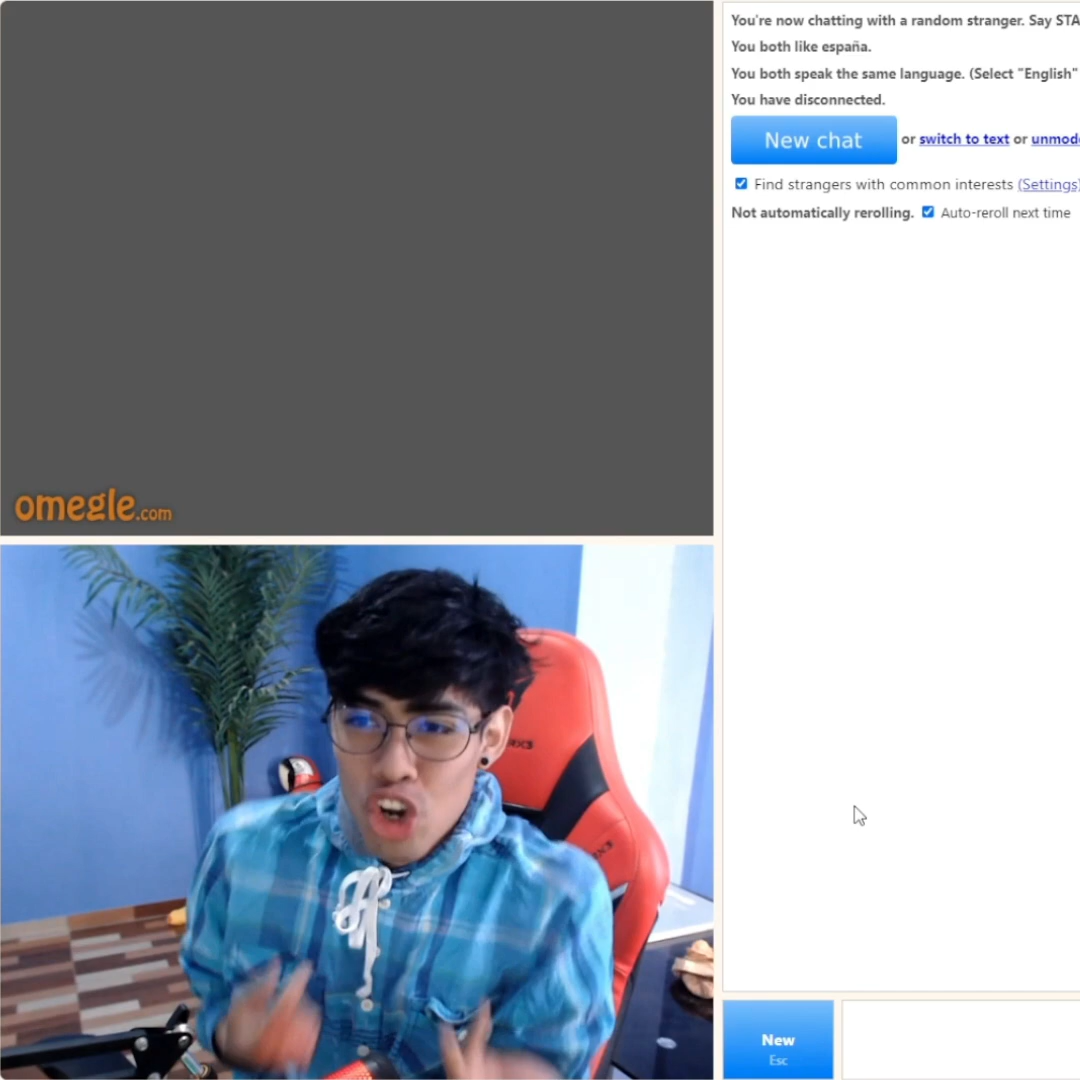 You're now chatting with a random stranger. Say
You both like españa.
You both speak the same language. (Select "English"
You have disconnected.
New chat or switch to text or
Find strangers with common interests (Settings)
Not automatically rerolling. Auto-reroll next time
omegle.com
New
Esc